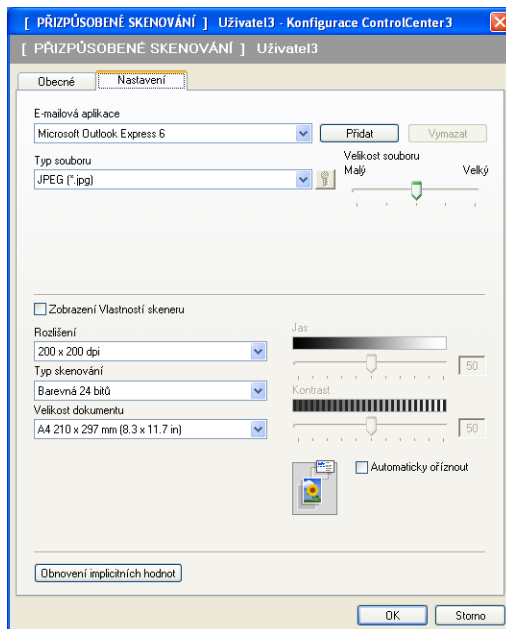 [ PŘIZPŮSOBENÉ SKENOVÁNÍ ] Uživatel3 - Konfigurace ControlCenter3
[ PŘIZPŮSOBENÉ SKENOVÁNÍ ] Uživatel3
Obecné Nastavení
E-mailová aplikace
Microsoft Outlook Express 6 Přidat Vymazat
Typ souboru Velikost souboru
Malý Velký
JPEG (*.jpg)
Zobrazení Vlastností skeneru
Rozlišení Jas
200 x 200 dpi 50
Typ skenování
Barevná 24 bitů Kontrast
Velikost dokumentu
A4 210 x 297 mm (8.3 x 11.7 in) 50
Automaticky oříznout
Obnovení implicitních hodnot
OK Storno